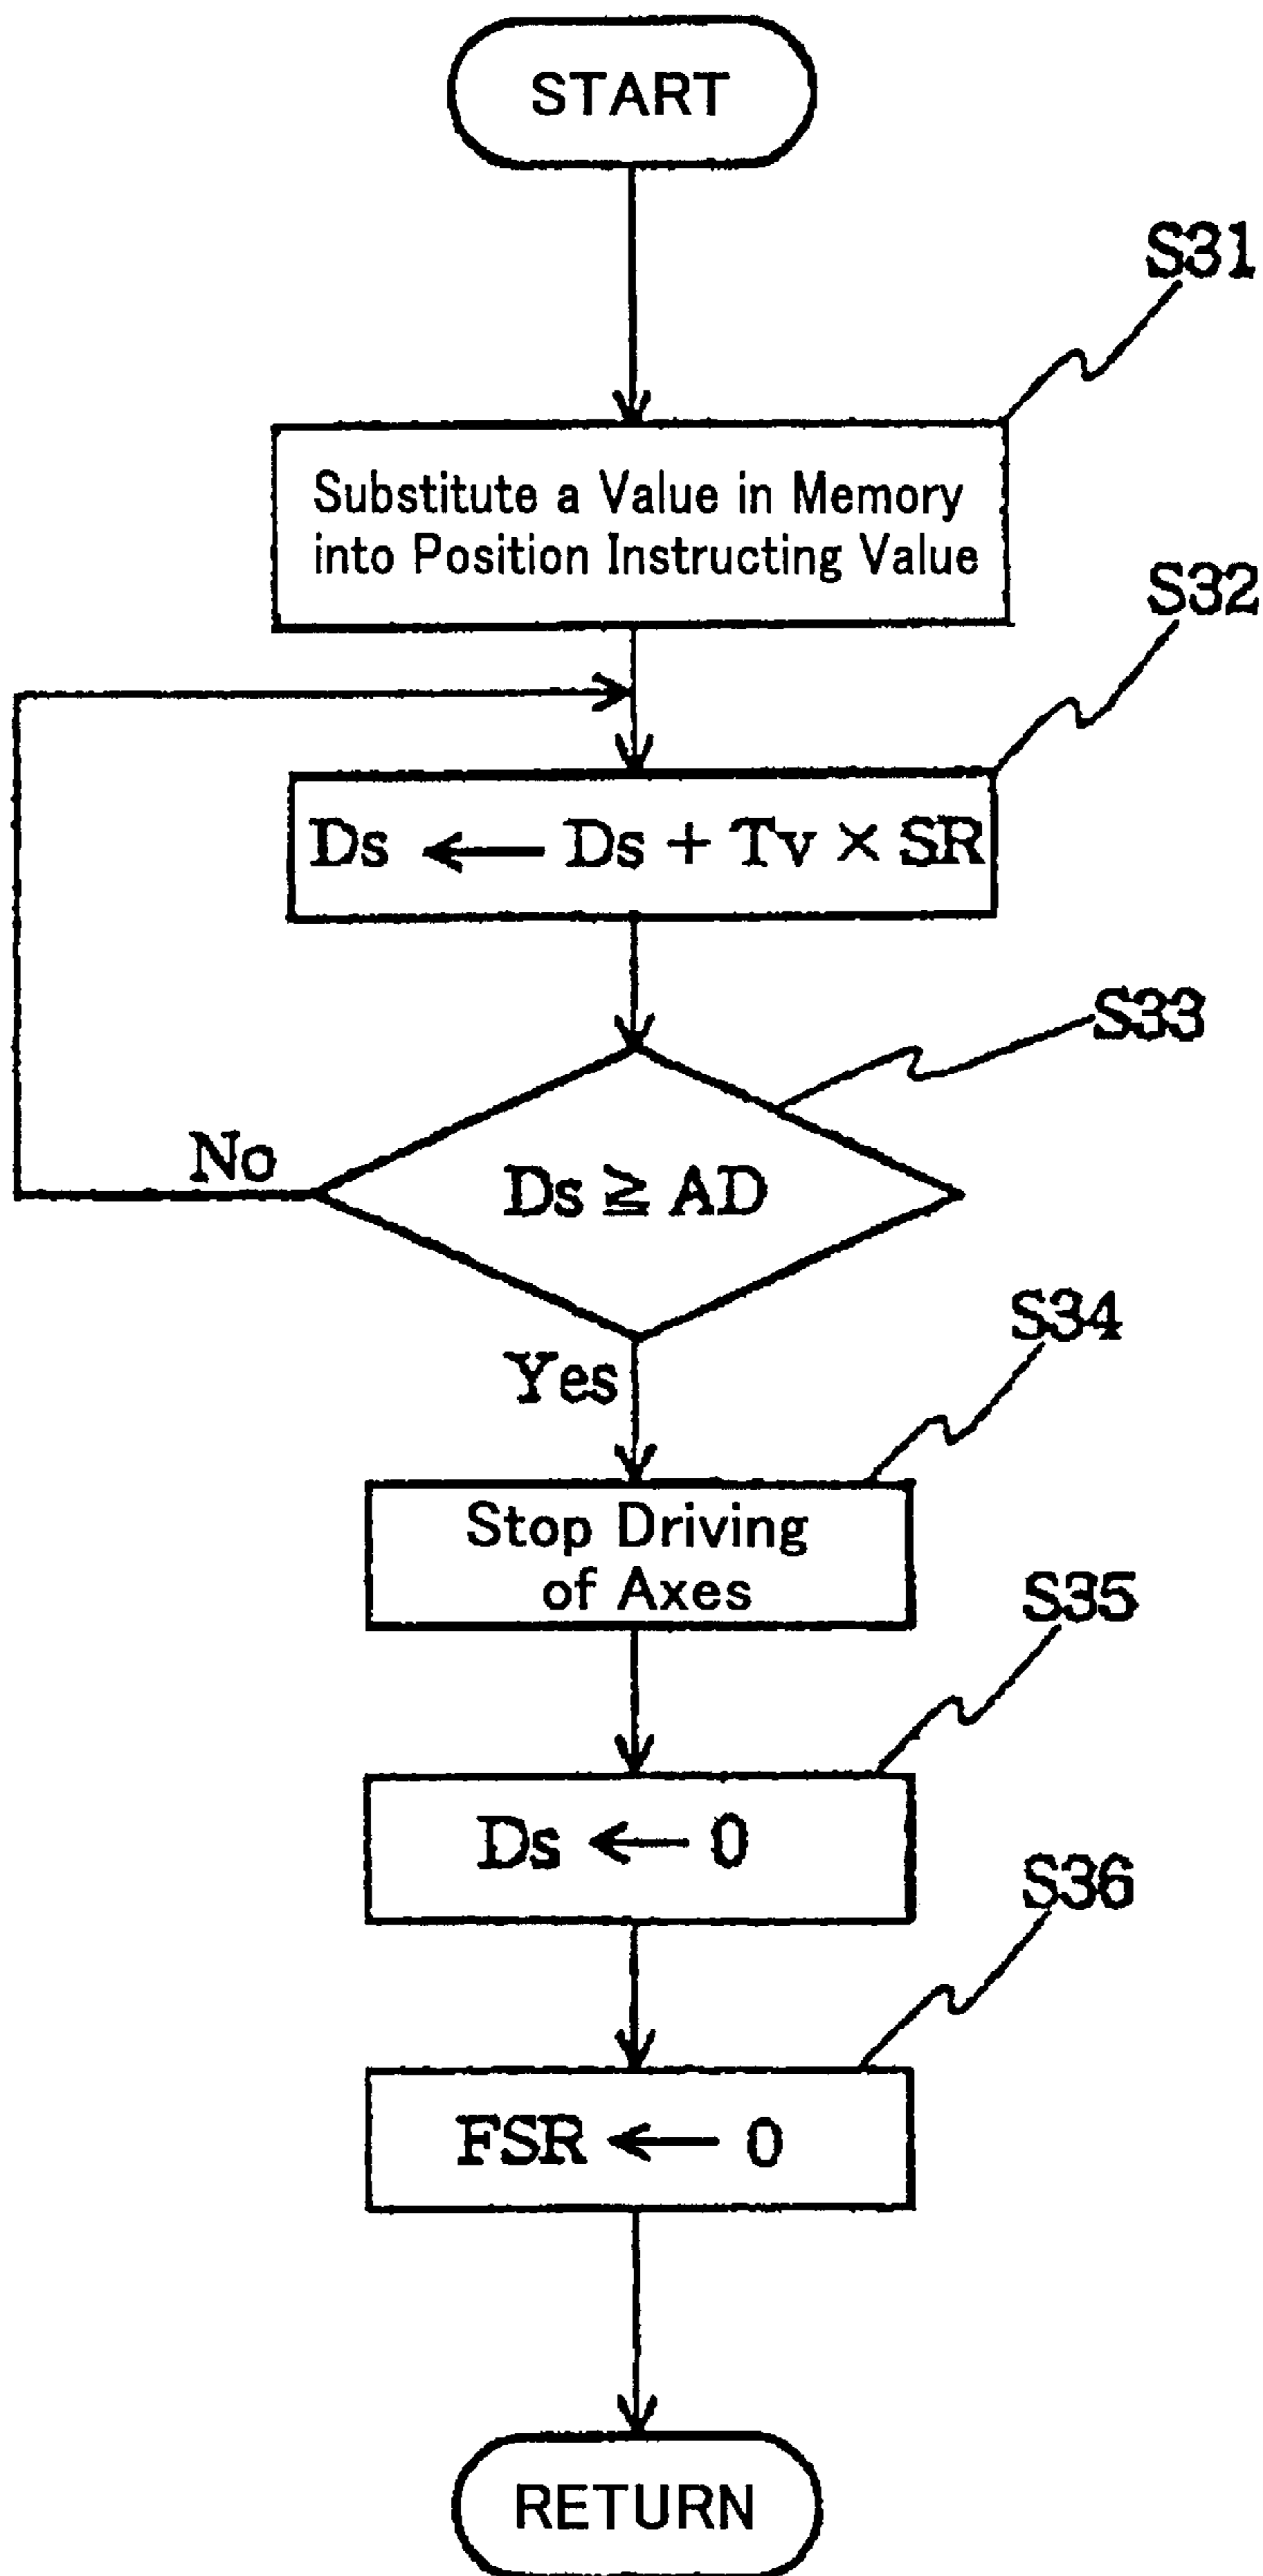 START
S31
Substitute a Value in Memory
into Position Instructing Value
S32
Ds ← Ds + Tv × SR
S33
No
Ds ≧ AD
Yes
S34
Stop Driving
of Axes
S35
Ds ← 0
S36
FSR ← 0
RETURN